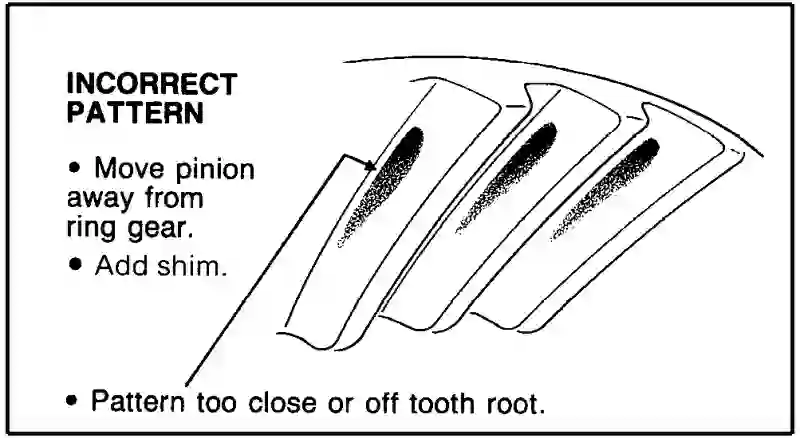 INCORRECT
PATTERN
• Move pinion
away from
ring gear.
• Add shim.
• Pattern too close or off tooth root.